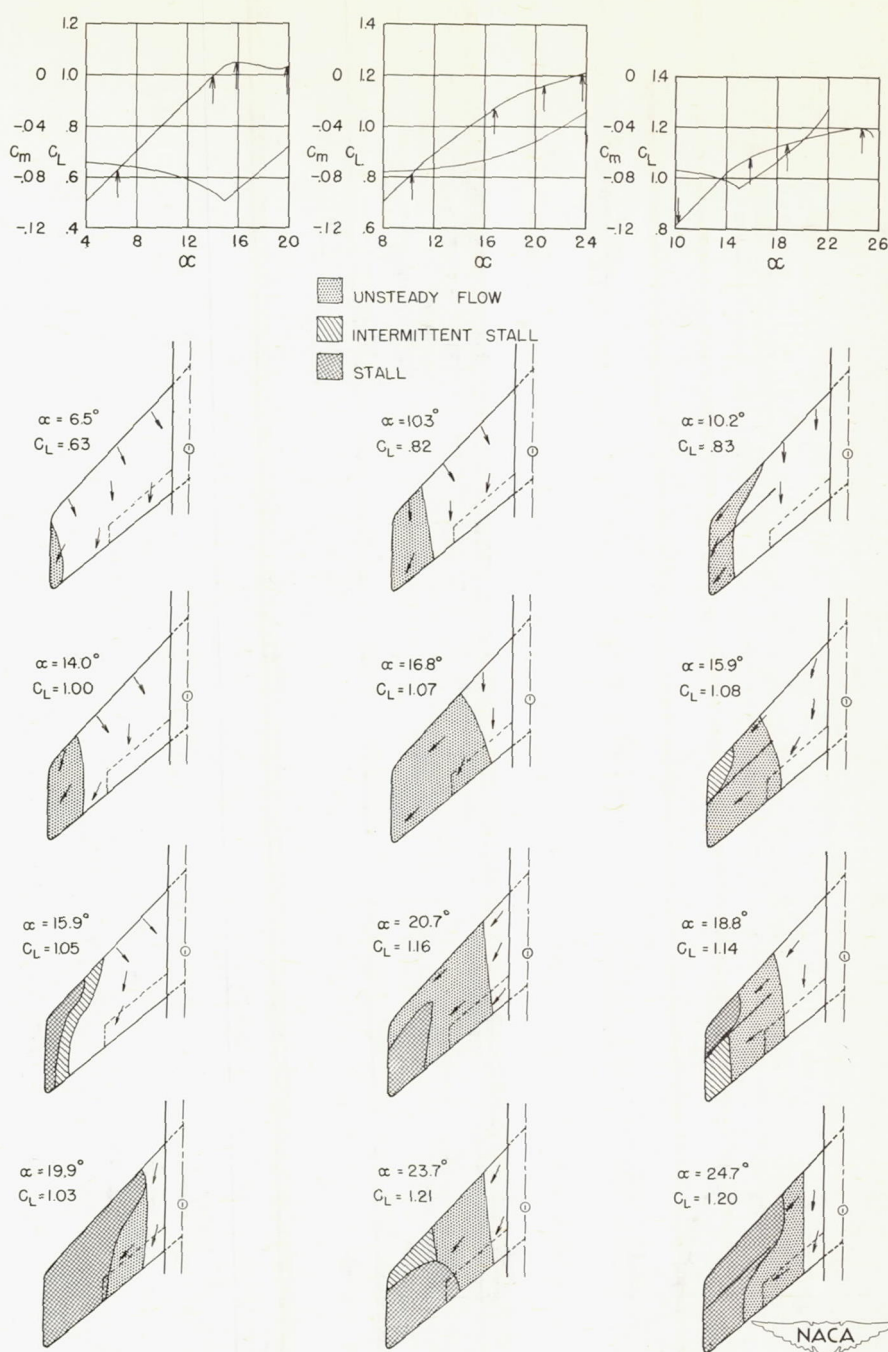 1.2
0 1.0
-.04 .8
Cm CL
-.08 .6
-.12 .4
4 8 12 16 20
∝
1.4
0 1.2
-.04 1.0
Cm CL
-.08 .8
-.12 .6
8 12 16 20 24
∝
1.4
0
-.04 1.2
Cm CL
-.08 1.0
-.12 .8
10 14 18 22 26
∝
UNSTEADY FLOW
INTERMITTENT STALL
STALL
∝ = 6.5°
CL = .63
∝ = 103°
CL = .82
∝ = 10.2°
CL = .83
∝ = 14.0°
CL = 1.00
∝ = 16.8°
CL = 1.07
∝ = 15.9°
CL = 1.08
∝ = 15.9°
CL = 1.05
∝ = 20.7°
CL = 1.16
∝ = 18.8°
CL = 1.14
∝ = 19.9°
CL = 1.03
∝ = 23.7°
CL = 1.21
∝ = 24.7°
CL = 1.20
NACA